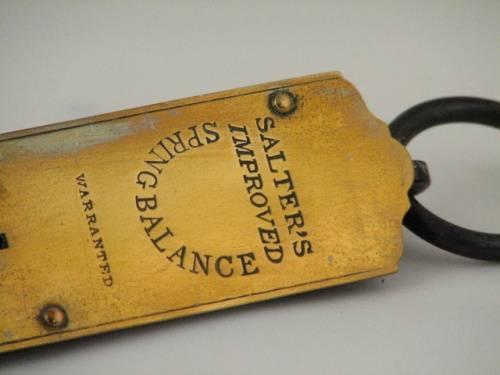 SALTER'S
IMPROVED
SPRING BALANCE
WARRANTED